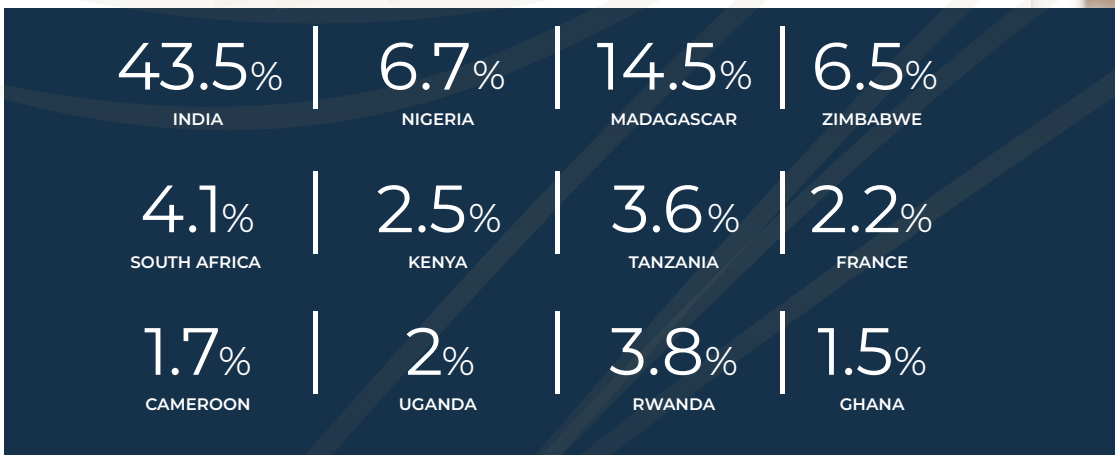 43.5% 6.7% 14.5% 6.5%
INDIA NIGERIA MADAGASCAR ZIMBABWE
4.1% 2.5% 3.6% 2.2%
SOUTH AFRICA KENYA TANZANIA FRANCE
1.7% 2% 3.8% 1.5%
CAMEROON UGANDA RWANDA GHANA